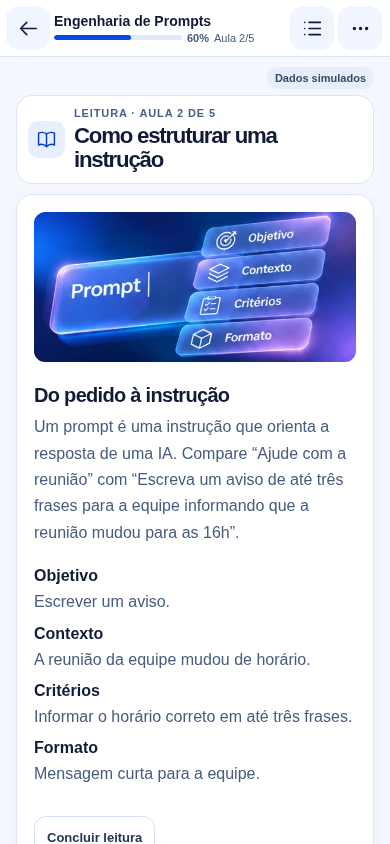 Engenharia de Prompts
60% Aula 2/5
Dados simulados
LEITURA · AULA 2 DE 5
Como estruturar uma
instrução
Prompt
Objetivo
Contexto
Critérios
Formato
Do pedido à instrução
Um prompt é uma instrução que orienta a
resposta de uma IA. Compare “Ajude com a
reunião” com “Escreva um aviso de até três
frases para a equipe informando que a
reunião mudou para as 16h”.
Objetivo
Escrever um aviso.
Contexto
A reunião da equipe mudou de horário.
Critérios
Informar o horário correto em até três frases.
Formato
Mensagem curta para a equipe.
Concluir leitura